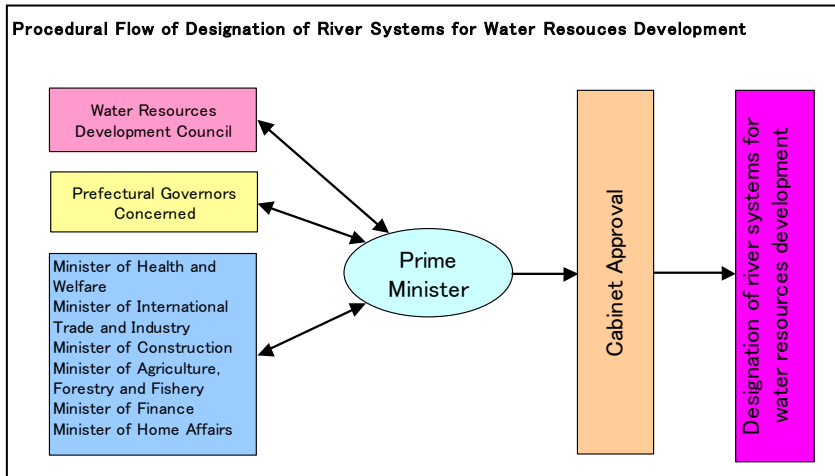 Procedural Flow of Designation of River Systems for Water Resouces Development
Water Resources
Development Council
Prefectural Governors
Concerned
Minister of Health and
Welfare
Minister of International
Trade and Industry
Minister of Construction
Minister of Agriculture,
Forestry and Fishery
Minister of Finance
Minister of Home Affairs
Prime
Minister
Cabinet Approval
Designation of river systems for
water resources development